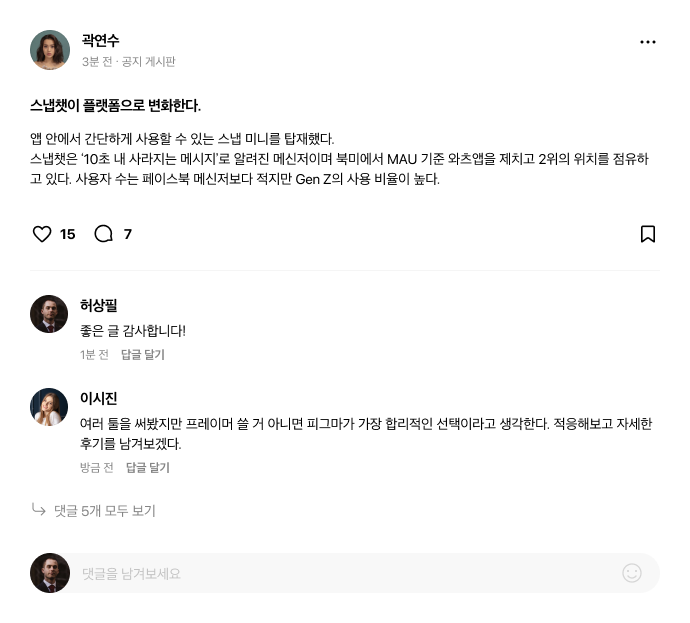 곽연수
3분 전 · 공지 게시판
스냅챗이 플랫폼으로 변화한다.
앱 안에서 간단하게 사용할 수 있는 스냅 미니를 탑재했다.
스냅챗은 '10초 내 사라지는 메시지'로 알려진 메신저이며 북미에서 MAU 기준 와츠앱을 제치고 2위의 위치를 점유하
고 있다. 사용자 수는 페이스북 메신저보다 적지만 Gen Z의 사용 비율이 높다.
15 7
허상필
좋은 글 감사합니다!
1분 전 답글 달기
이시진
여러 툴을 써봤지만 프레이머 쓸 거 아니면 피그마가 가장 합리적인 선택이라고 생각한다. 적응해보고 자세한
후기를 남겨보겠다.
방금 전 답글 달기
댓글 5개 모두 보기
댓글을 남겨보세요